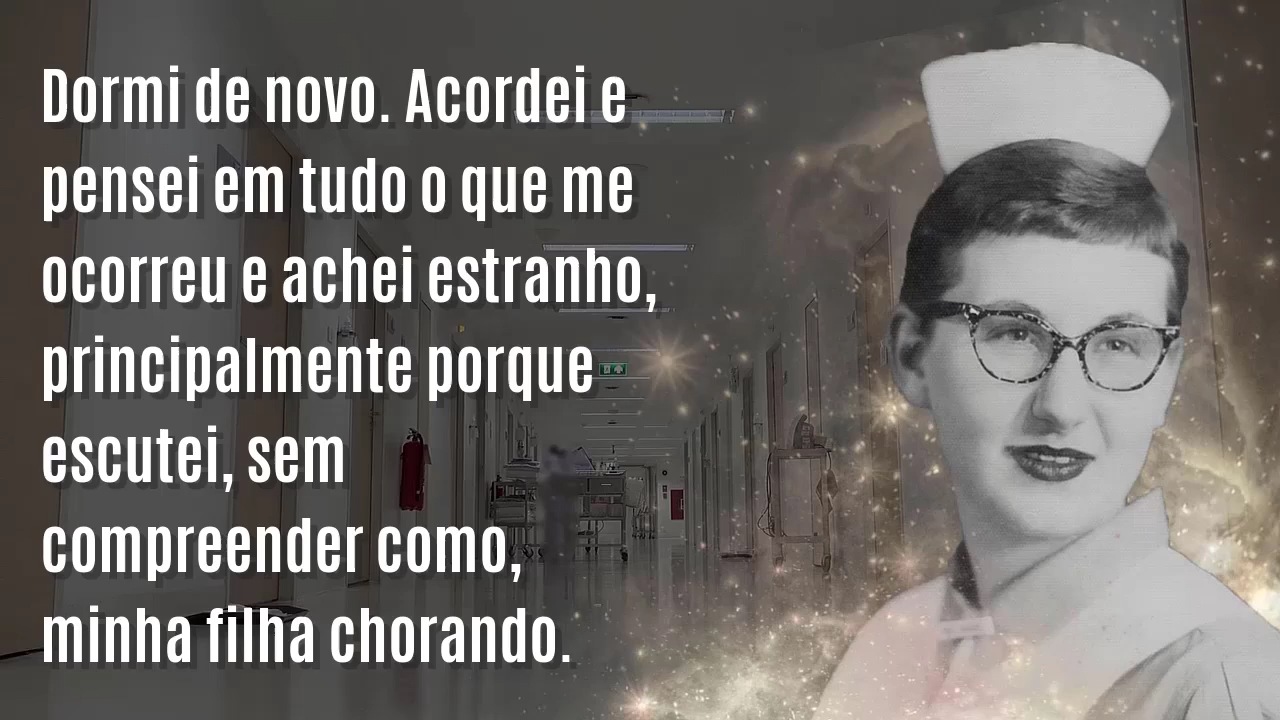 Dormi de novo. Acordei e
pensei em tudo o que me
ocorreu e achei estranho,
principalmente porque
escutei, sem
compreender como,
minha filha chorando.